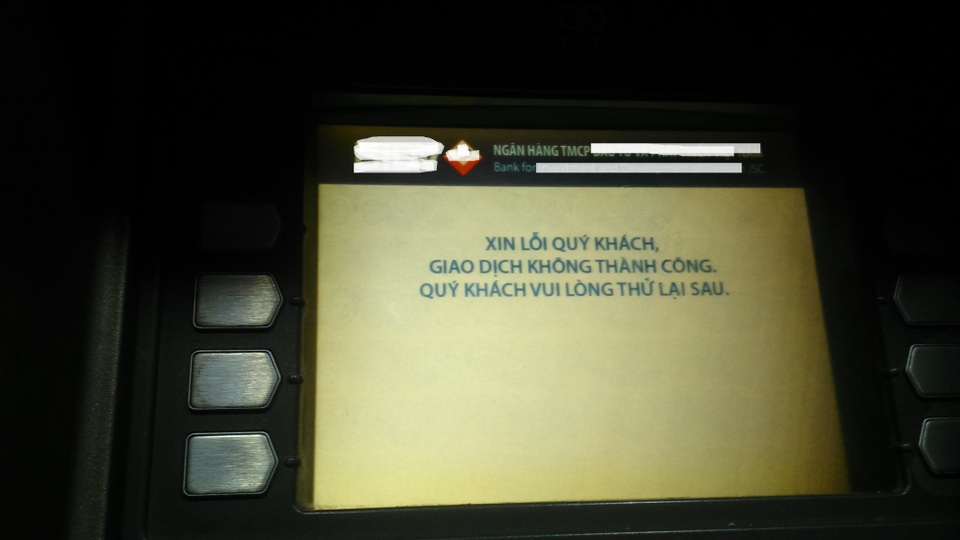 NGÂN HÀNG TMCP
Bank for
XIN LỖI QUÝ KHÁCH,
GIAO DỊCH KHÔNG THÀNH CÔNG.
QUÝ KHÁCH VUI LÒNG THỬ LẠI SAU.